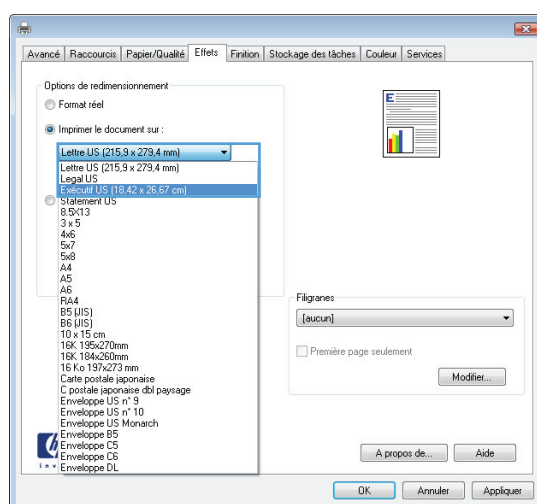 Avancé Raccourcis Papier/Qualité Effets Finition Stockage des tâches Couleur Services
Options de redimensionnement
Format réel
Imprimer le document sur :
Lettre US (215,9 x 279,4 mm)
Lettre US (215,9 x 279,4 mm)
Legal US
Exécutif US (18,42 x 26,67 cm)
Statement US
8.5X13
3 x 5
4x6
5x7
5x8
A4
A5
A6
RA4
B5 (JIS)
B6 (JIS)
10 x 15 cm
16K 195x270mm
16K 184x260mm
16 Ko 197x273 mm
Carte postale japonaise
C postale japonaise dbl paysage
Enveloppe US n° 9
Enveloppe US n° 10
Enveloppe US Monarch
Enveloppe B5
Enveloppe C5
Enveloppe C6
Enveloppe DL
E
Filigranes
[aucun]
Première page seulement
Modifier...
i n v
A propos de... Aide
OK Annuler Appliquer